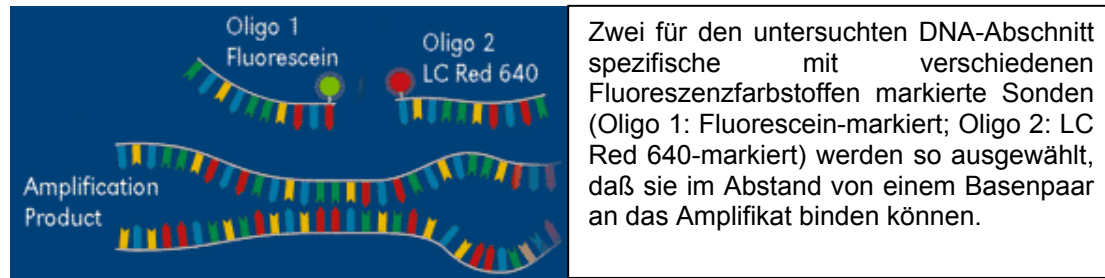 Oligo 1
Fluorescein
Oligo 2
LC Red 640
Amplification
Product
Zwei für den untersuchten DNA-Abschnitt
spezifische mit verschiedenen
Fluoreszenzfarbstoffen markierte Sonden
(Oligo 1: Fluorescein-markiert; Oligo 2: LC
Red 640-markiert) werden so ausgewählt,
daß sie im Abstand von einem Basenpaar
an das Amplifikat binden können.